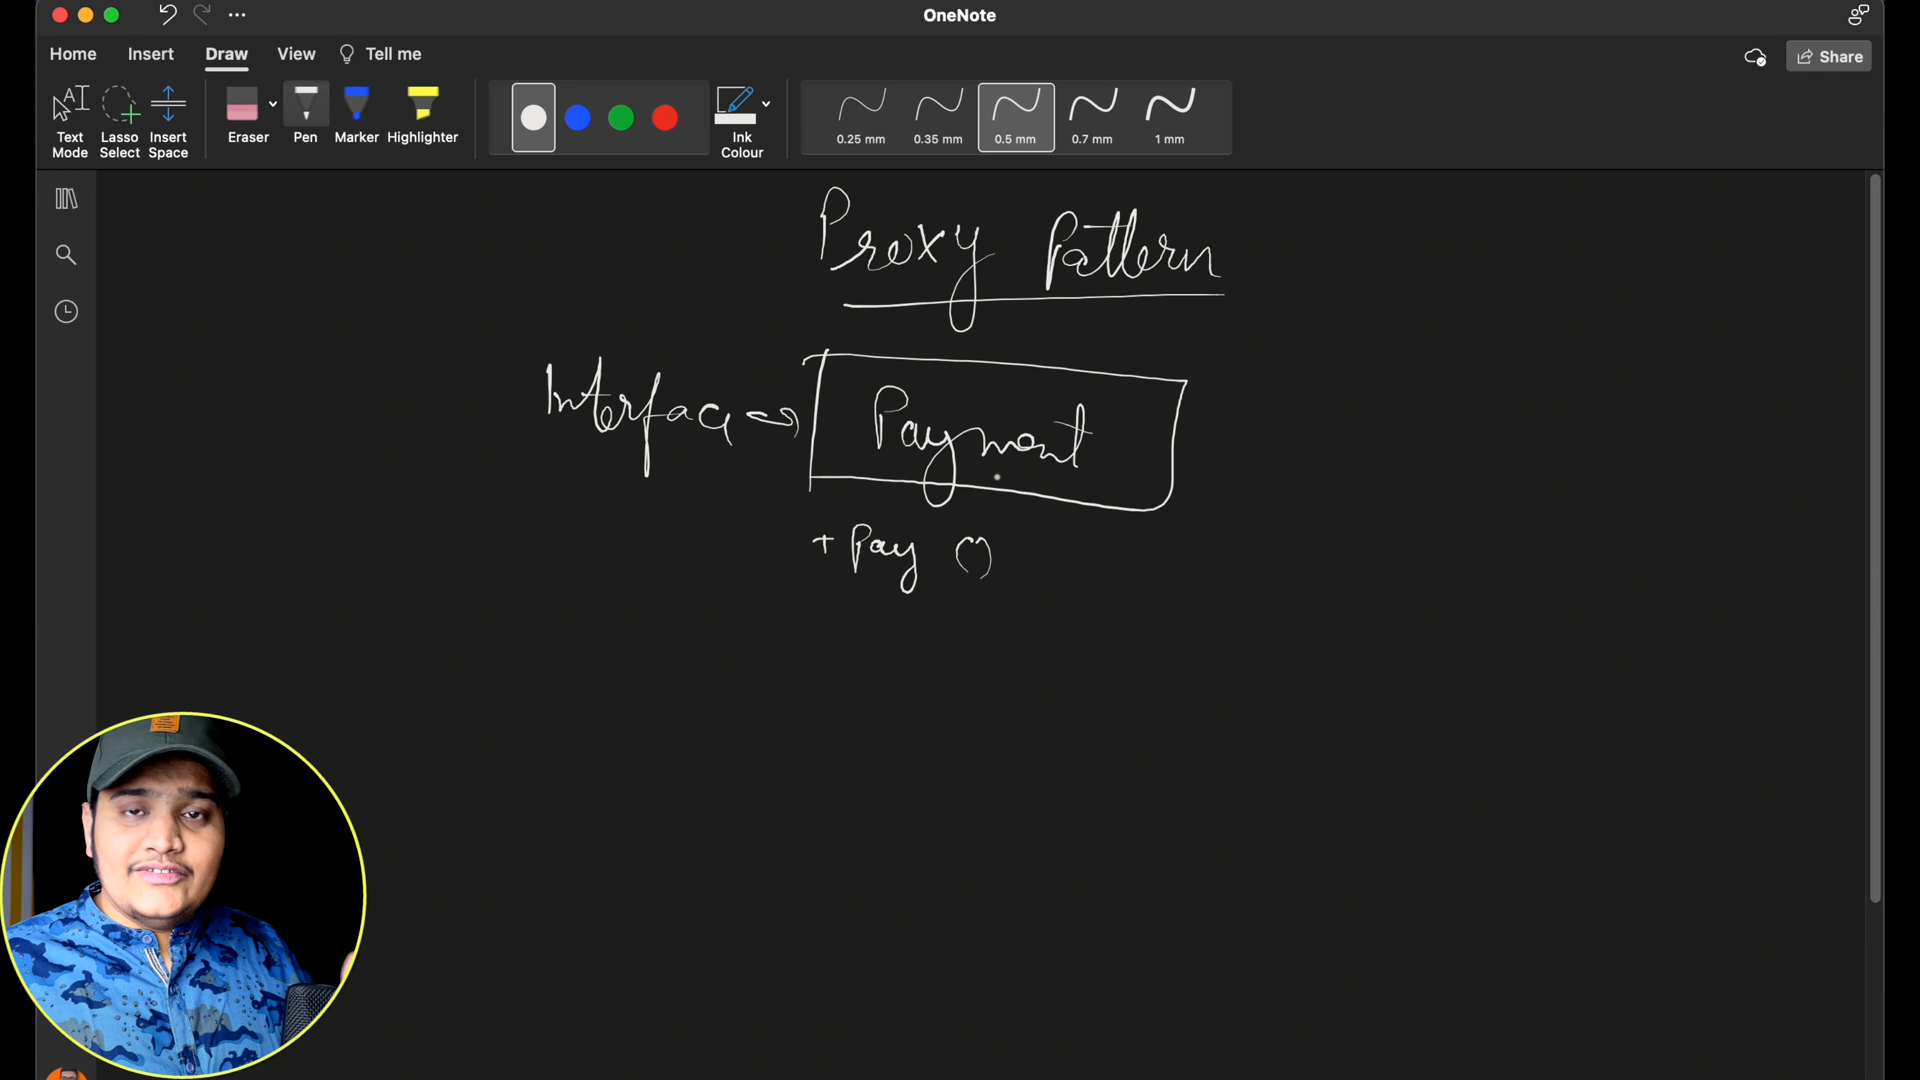 OneNote
Home Insert Draw View Tell me
Share
Text Mode
Lasso Select
Insert Space
Eraser
Pen
Marker
Highlighter
Ink Colour
0.25 mm
0.35 mm
0.5 mm
0.7 mm
1 mm
Proxy Pattern
Interface
Payment
+ Pay ()